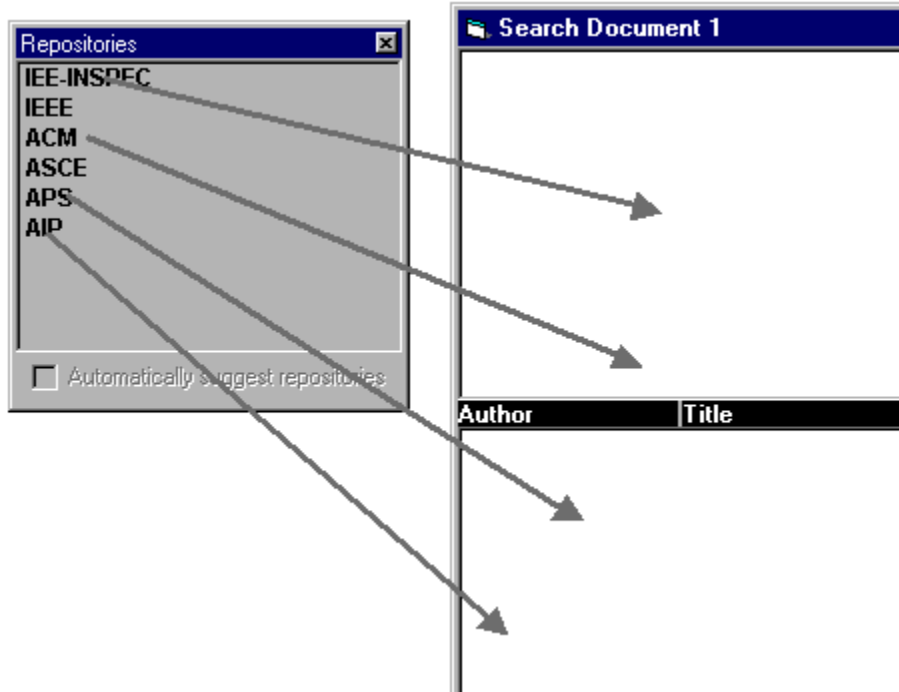 Repositories
IEE-INSPEC
IEEE
ACM
ASCE
APS
AIP
Automatically suggest repositories
Search Document 1
Author Title